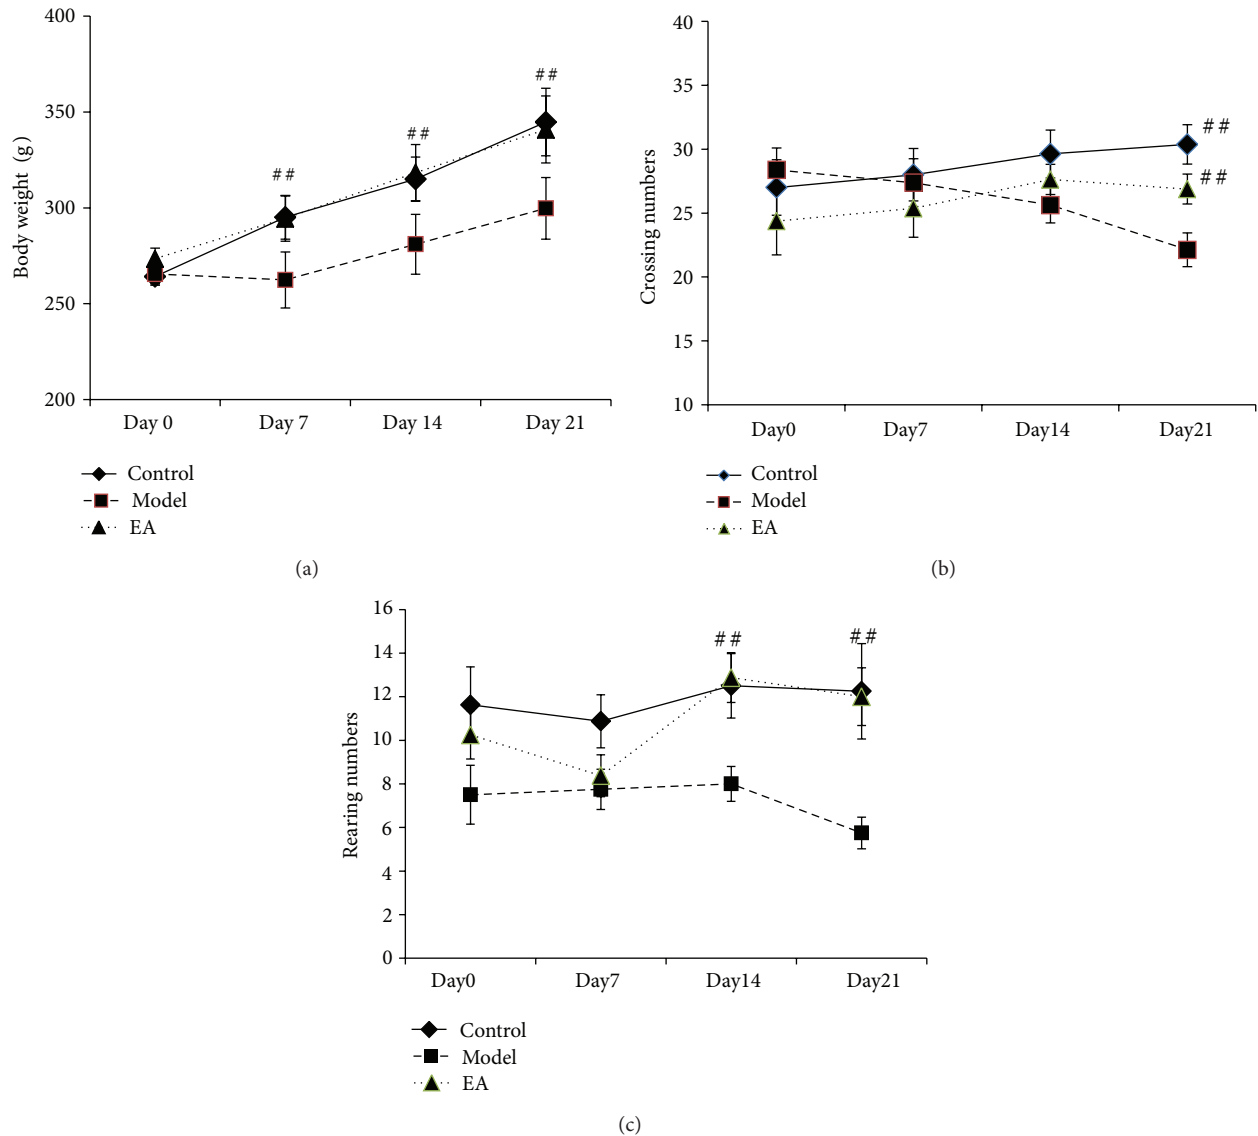 400
350
300
250
200
Body weight (g)
##
##
##
Day 0 Day 7 Day 14 Day 21
Control
Model
EA
(a)
40
35
30
25
20
15
10
Crossing numbers
##
##
Day0 Day7 Day14 Day21
Control
Model
EA
(b)
16
14
12
10
8
6
4
2
0
Rearing numbers
##
##
Day0 Day7 Day14 Day21
Control
Model
EA
(c)